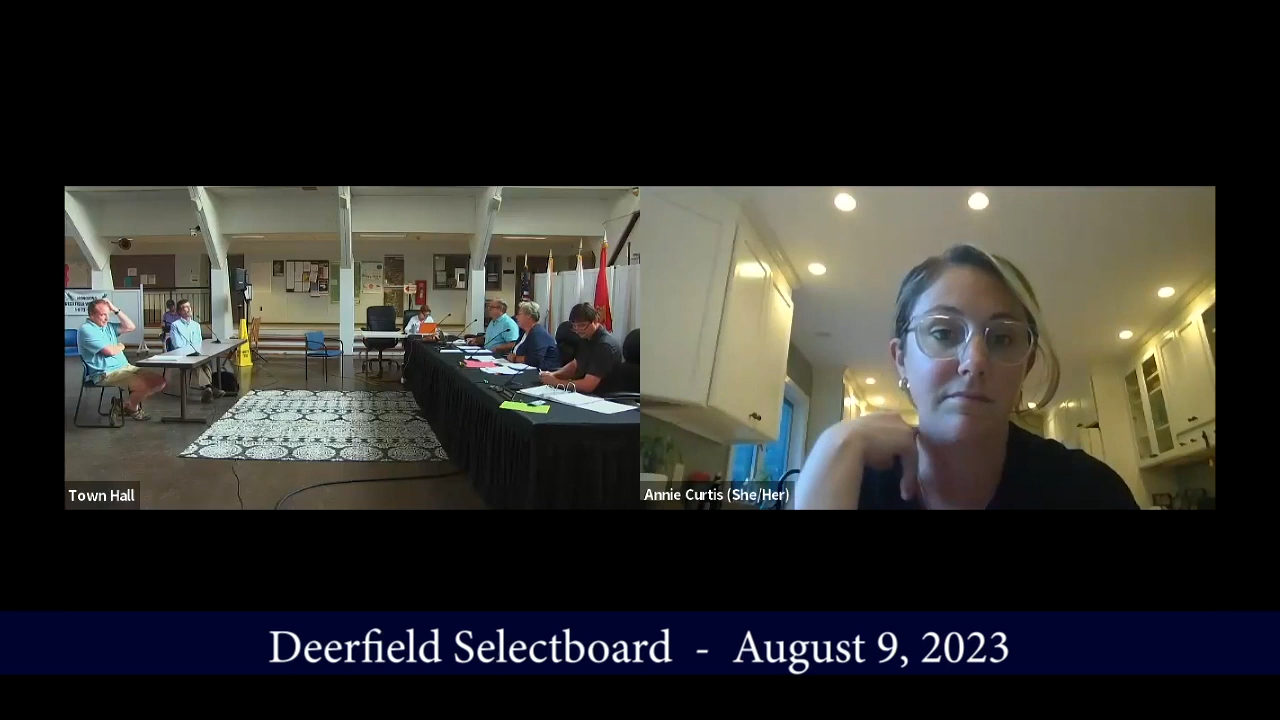 Town Hall
Annie Curtis (She/Her)
Deerfield Selectboard - August 9, 2023